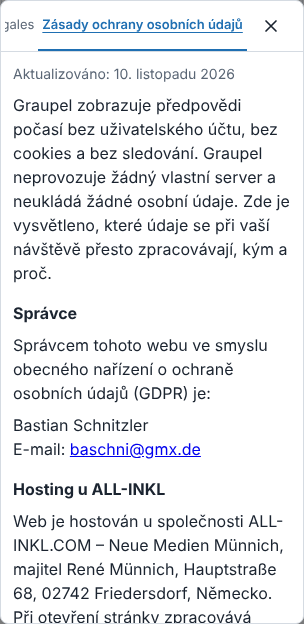 gales Zásady ochrany osobních údajů
Aktualizováno: 10. listopadu 2026
Graupel zobrazuje předpovědi
počasí bez uživatelského účtu, bez
cookies a bez sledování. Graupel
neprovozuje žádný vlastní server a
neukládá žádné osobní údaje. Zde je
vysvětleno, které údaje se při vaší
návštěvě přesto zpracovávají, kým a
proč.
Správce
Správcem tohoto webu ve smyslu
obecného nařízení o ochraně
osobních údajů (GDPR) je:
Bastian Schnitzler
E-mail: baschni@gmx.de
Hosting u ALL-INKL
Web je hostován u společnosti ALL-
INKL.COM – Neue Medien Münnich,
majitel René Münnich, Hauptstraße
68, 02742 Friedersdorf, Německo.
Při otevření stránky zpracovává